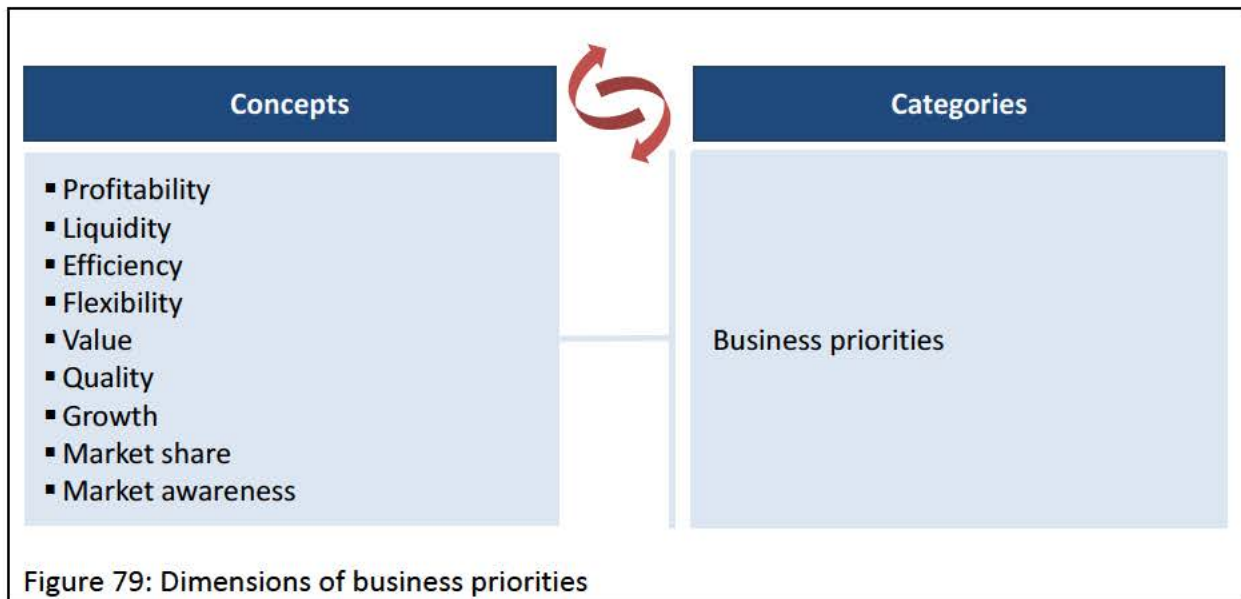 Concepts
Categories
▪ Profitability
▪ Liquidity
▪ Efficiency
▪ Flexibility
▪ Value
▪ Quality
▪ Growth
▪ Market share
▪ Market awareness
Business priorities
Figure 79: Dimensions of business priorities